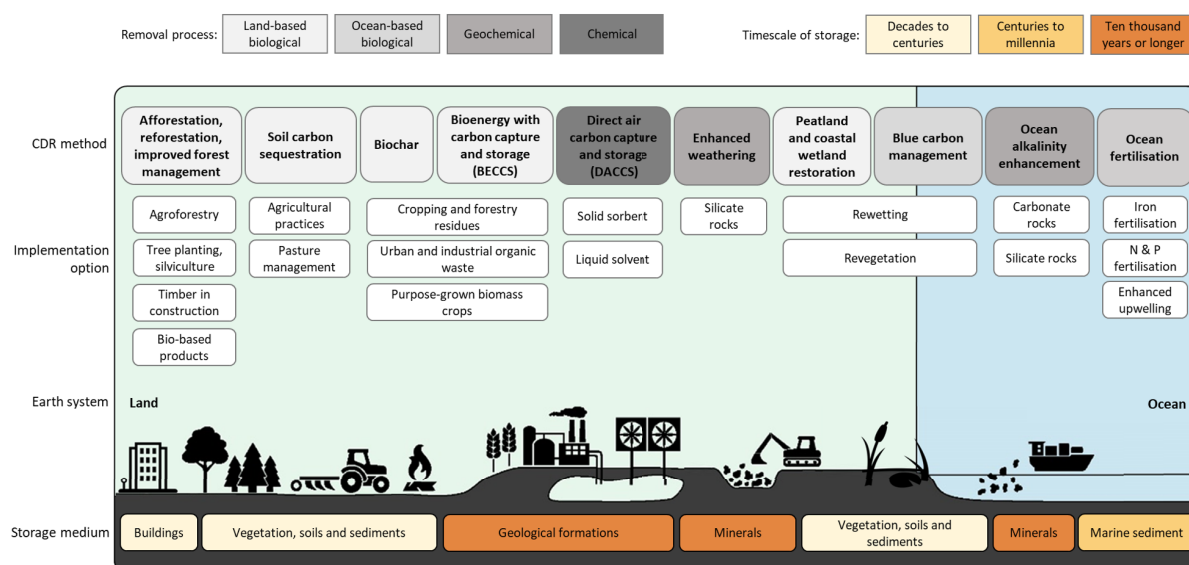 Removal process:
Land-based
biological
Ocean-based
biological
Geochemical
Chemical
Timescale of storage:
Decades to
centuries
Centuries to
millennia
Ten thousand
years or longer
CDR method
Afforestation,
reforestation,
improved forest
management
Soil carbon
sequestration
Biochar
Bioenergy with
carbon capture
and storage
(BECCS)
Direct air
carbon capture
and storage
(DACCS)
Enhanced
weathering
Peatland
and coastal
wetland
restoration
Blue carbon
management
Ocean
alkalinity
enhancement
Ocean
fertilisation
Implementation
option
Agroforestry
Tree planting,
silviculture
Timber in
construction
Bio-based
products
Agricultural
practices
Pasture
management
Cropping and forestry
residues
Urban and industrial organic
waste
Purpose-grown biomass
crops
Solid sorbent
Liquid solvent
Silicate
rocks
Rewetting
Revegetation
Carbonate
rocks
Silicate rocks
Iron
fertilisation
N & P
fertilisation
Enhanced
upwelling
Earth system
Land
Ocean
Storage medium
Buildings
Vegetation, soils and sediments
Geological formations
Minerals
Vegetation, soils and
sediments
Minerals
Marine sediment